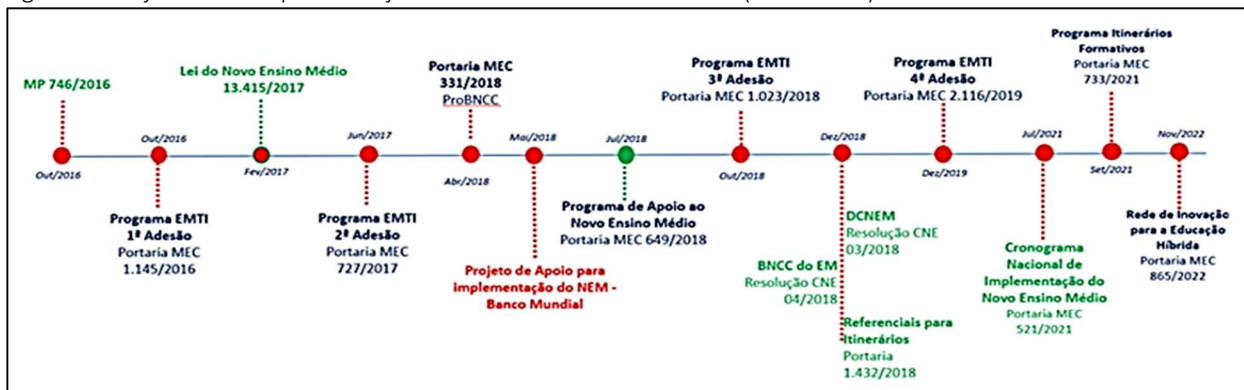 MP 746/2016
Out/2016
Out/2016
Programa EMTI
1ª Adesão
Portaria MEC
1.145/2016
Lei do Novo Ensino Médio
13.415/2017
Fev/2017
Jun/2017
Programa EMTI
2ª Adesão
Portaria MEC
727/2017
Portaria MEC
331/2018
ProBNCC
Abr/2018
Mai/2018
Projeto de Apoio para
implementação do NEM -
Banco Mundial
Jul/2018
Programa de Apoio ao
Novo Ensino Médio
Portaria MEC 649/2018
Programa EMTI
3ª Adesão
Portaria MEC 1.023/2018
Out/2018
Dez/2018
DCNEM
Resolução CNE
03/2018
BNCC do EM
Resolução CNE
04/2018
Referenciais para
Itinerários
Portaria
1.432/2018
Programa EMTI
4ª Adesão
Portaria MEC 2.116/2019
Dez/2019
Jul/2021
Cronograma
Nacional de
Implementação do
Novo Ensino Médio
Portaria MEC
521/2021
Programa Itinerários
Formativos
Portaria MEC
733/2021
Set/2021
Nov/2022
Rede de Inovação
para a Educação
Híbrida
Portaria MEC
865/2022